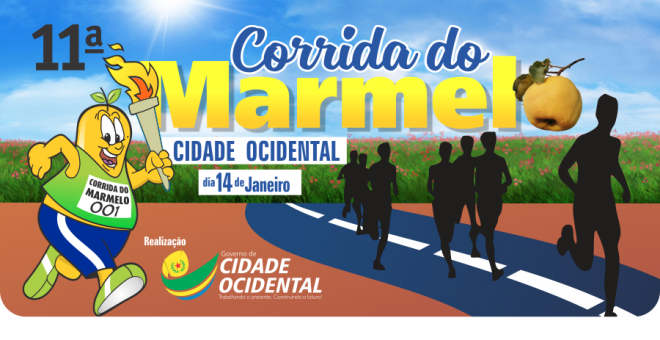 11ª
Corrida do
Marmelo
CIDADE OCIDENTAL
dia 14 de Janeiro
CORRIDA DO
MARMELO
001
Realização
Governo de
CIDADE
OCIDENTAL
Trabalhando o presente. Construindo o futuro!